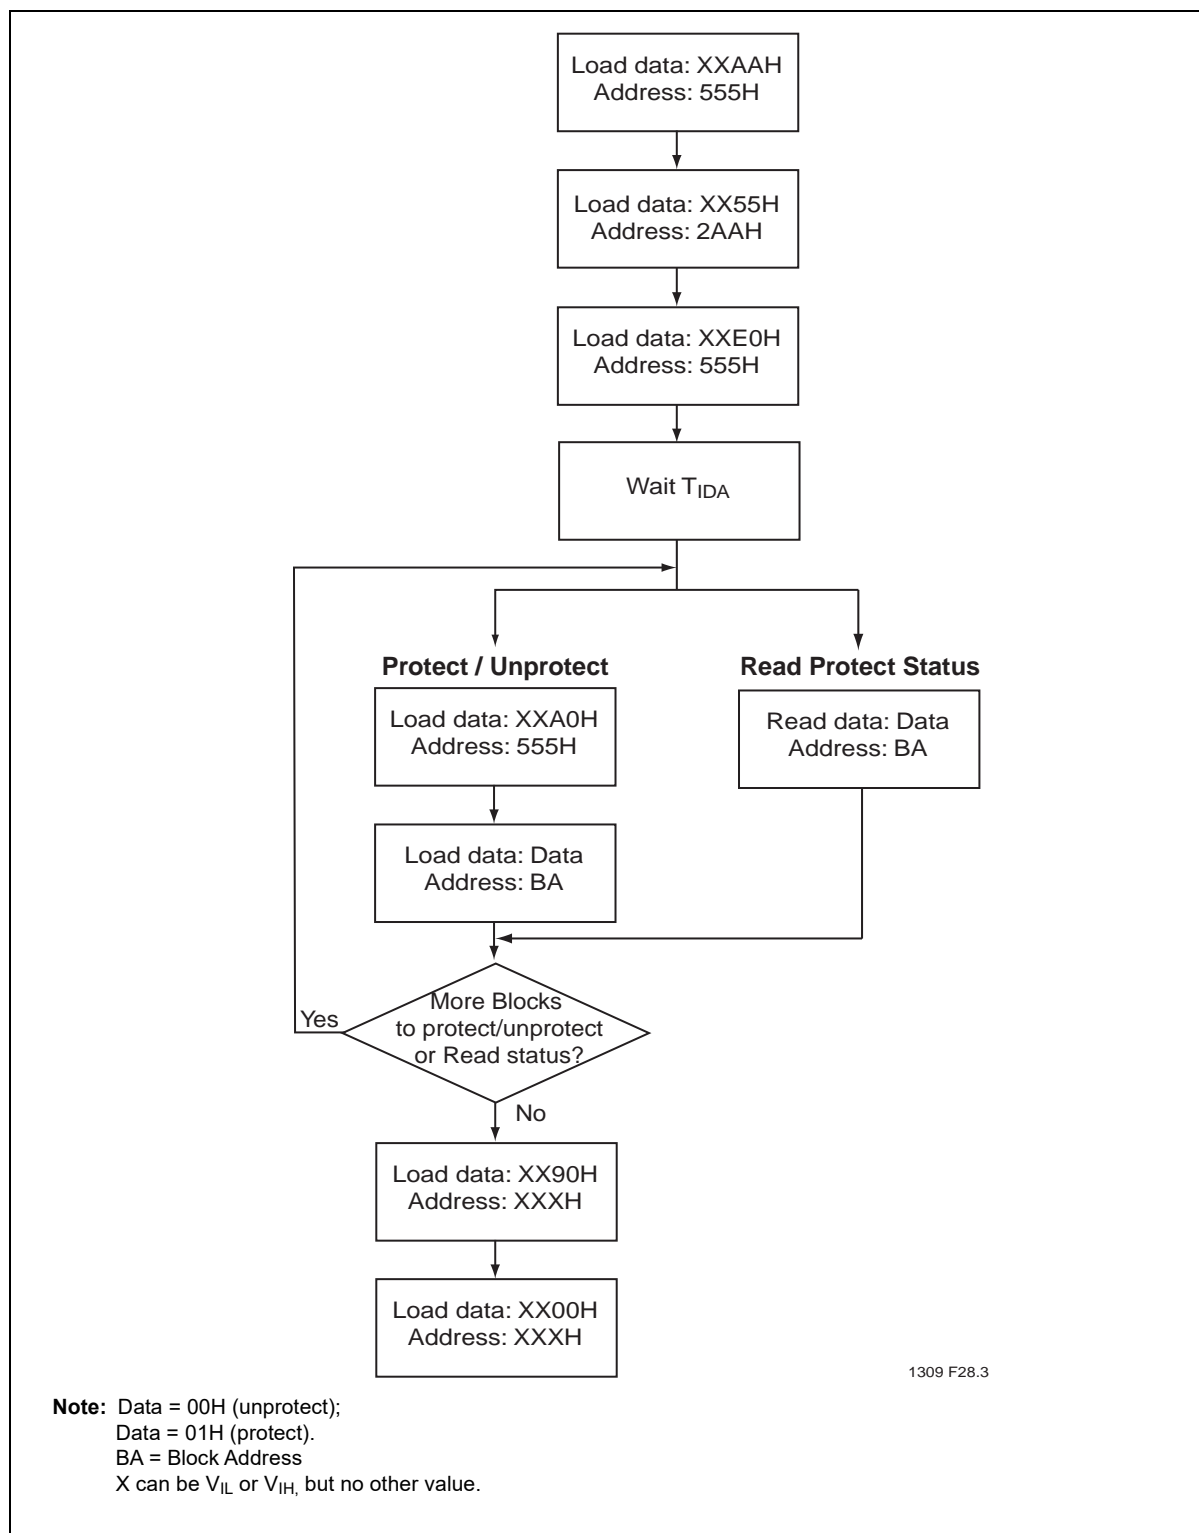 Load data: XXAAH
Address: 555H
Load data: XX55H
Address: 2AAH
Load data: XXE0H
Address: 555H
Wait TIDA
Protect / Unprotect
Load data: XXA0H
Address: 555H
Load data: Data
Address: BA
Read Protect Status
Read data: Data
Address: BA
More Blocks
to protect/unprotect
or Read status?
Yes
No
Load data: XX90H
Address: XXXH
Load data: XX00H
Address: XXXH
1309 F28.3
Note: Data = 00H (unprotect);
Data = 01H (protect).
BA = Block Address
X can be VIL or VIH, but no other value.